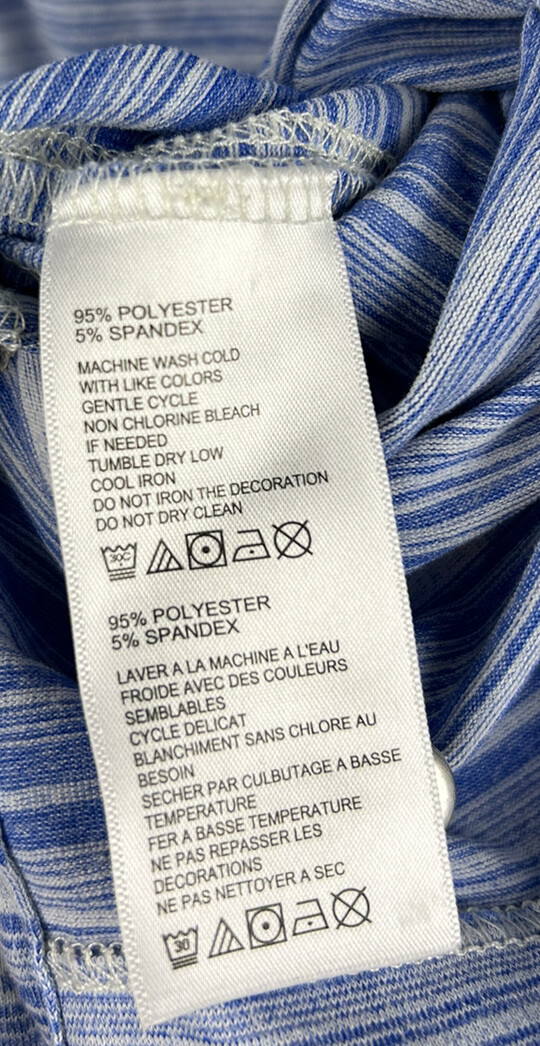 95% POLYESTER
5% SPANDEX
MACHINE WASH COLD
WITH LIKE COLORS
GENTLE CYCLE
NON CHLORINE BLEACH
IF NEEDED
TUMBLE DRY LOW
COOL IRON
DO NOT IRON THE DECORATION
DO NOT DRY CLEAN
30C
95% POLYESTER
5% SPANDEX
LAVER A LA MACHINE A L'EAU
FROIDE AVEC DES COULEURS
SEMBLABLES
CYCLE DELICAT
BLANCHIMENT SANS CHLORE AU
BESOIN
SECHER PAR CULBUTAGE A BASSE
TEMPERATURE
FER A BASSE TEMPERATURE
NE PAS REPASSER LES
DECORATIONS
NE PAS NETTOYER A SEC
30